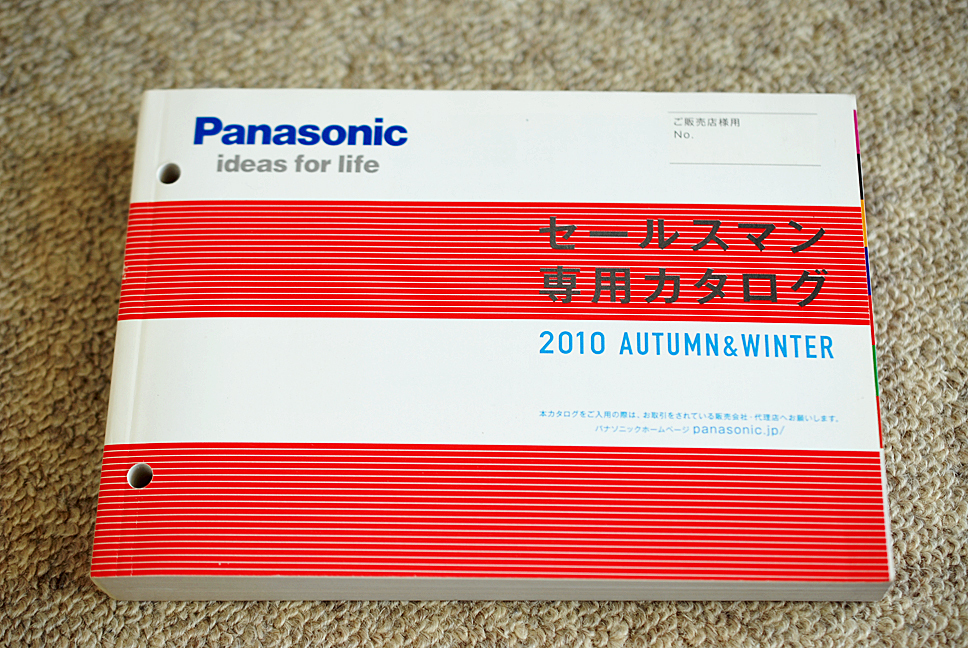 Panasonic
ideas for life
ご販売店様用
No.
セールスマン
専用カタログ
2010 AUTUMN&WINTER
本カタログをご入用の際は、お取引をされている販売会社・代理店へお願いします。
パナソニックホームページ panasonic.jp/